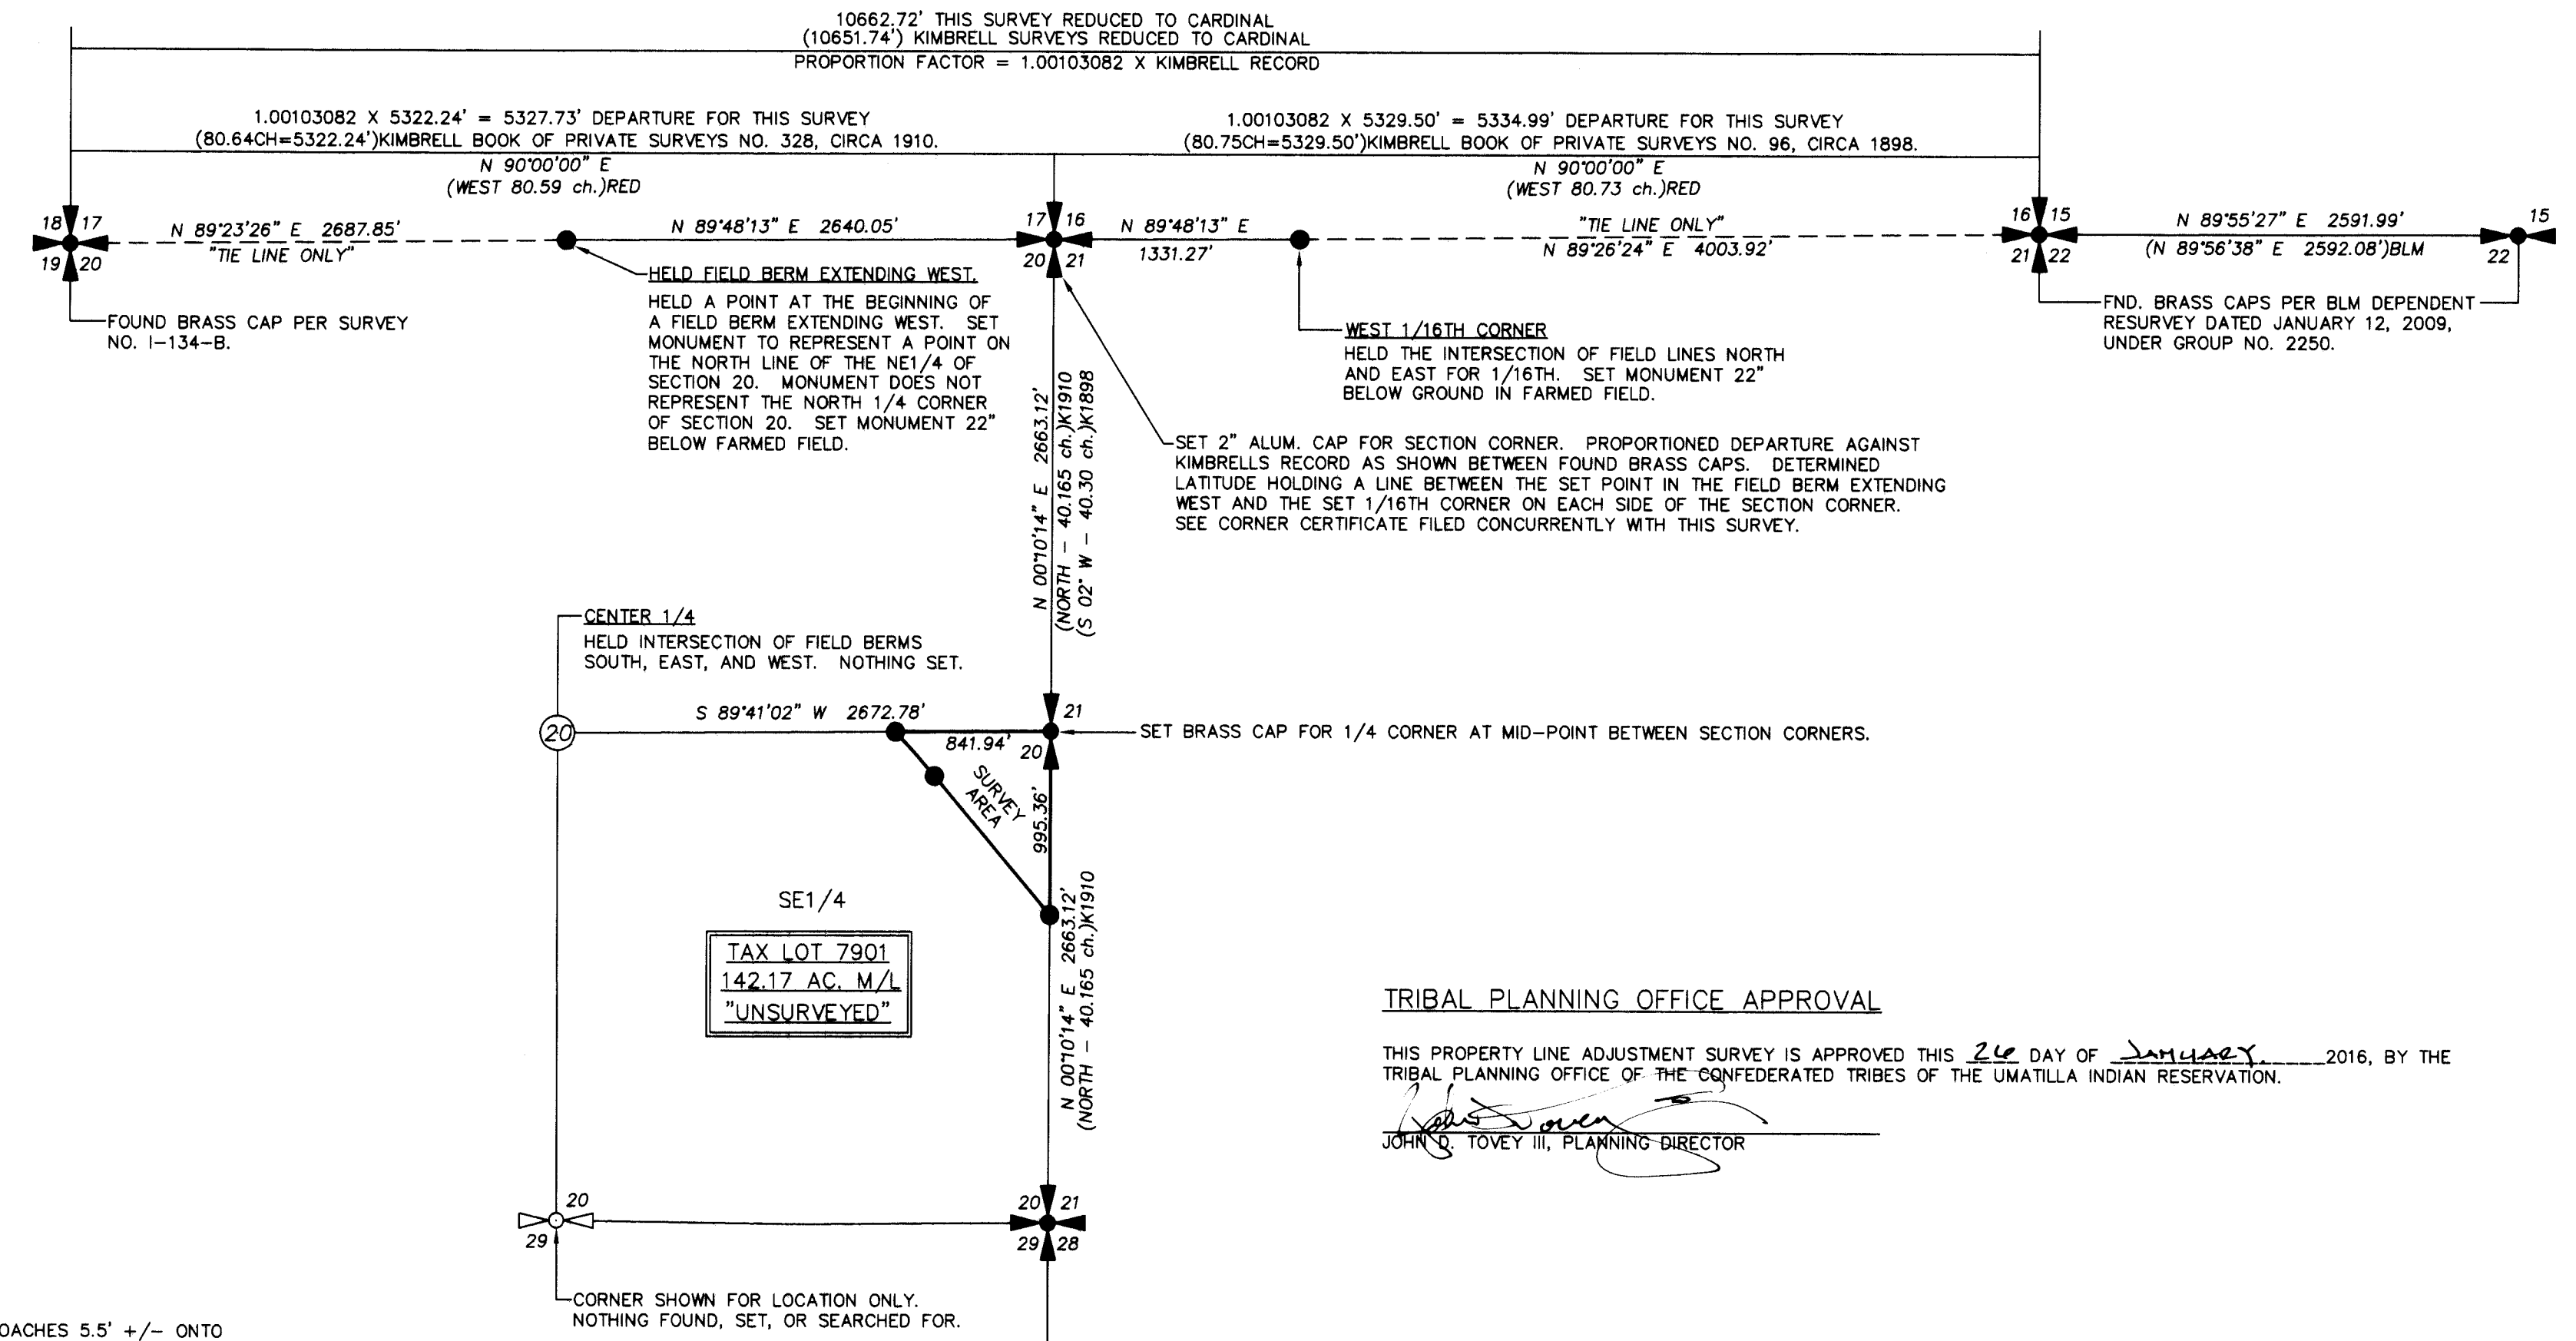 10662.72' THIS SURVEY REDUCED TO CARDINAL
(10651.74') KIMBRELL SURVEYS REDUCED TO CARDINAL
PROPORTION FACTOR = 1.00103082 X KIMBRELL RECORD
1.00103082 X 5322.24' = 5327.73' DEPARTURE FOR THIS SURVEY
(80.64CH=5322.24')KIMBRELL BOOK OF PRIVATE SURVEYS NO. 328, CIRCA 1910.
N 90°00'00" E
(WEST 80.59 ch.)RED
1.00103082 X 5329.50' = 5334.99' DEPARTURE FOR THIS SURVEY
(80.75CH=5329.50')KIMBRELL BOOK OF PRIVATE SURVEYS NO. 96, CIRCA 1898.
N 90°00'00" E
(WEST 80.73 ch.)RED
18 17
19 20
N 89°23'26" E 2687.85'
"TIE LINE ONLY"
N 89°48'13" E 2640.05'
17 16
20 21
N 89°48'13" E
1331.27'
"TIE LINE ONLY"
N 89°26'24" E 4003.92'
16 15
21 22
N 89°55'27" E 2591.99'
(N 89°56'38" E 2592.08')BLM
15
22
FOUND BRASS CAP PER SURVEY
NO. I-134-B.
HELD FIELD BERM EXTENDING WEST.
HELD A POINT AT THE BEGINNING OF
A FIELD BERM EXTENDING WEST. SET
MONUMENT TO REPRESENT A POINT ON
THE NORTH LINE OF THE NE1/4 OF
SECTION 20. MONUMENT DOES NOT
REPRESENT THE NORTH 1/4 CORNER
OF SECTION 20. SET MONUMENT 22"
BELOW FARMED FIELD.
WEST 1/16TH CORNER
HELD THE INTERSECTION OF FIELD LINES NORTH
AND EAST FOR 1/16TH. SET MONUMENT 22"
BELOW GROUND IN FARMED FIELD.
FND. BRASS CAPS PER BLM DEPENDENT
RESURVEY DATED JANUARY 12, 2009,
UNDER GROUP NO. 2250.
N 00°10'14" E 2663.12'
(NORTH - 40.165 ch.)K1910
(S 02° W - 40.30 ch.)K1898
SET 2" ALUM. CAP FOR SECTION CORNER. PROPORTIONED DEPARTURE AGAINST
KIMBRELLS RECORD AS SHOWN BETWEEN FOUND BRASS CAPS. DETERMINED
LATITUDE HOLDING A LINE BETWEEN THE SET POINT IN THE FIELD BERM EXTENDING
WEST AND THE SET 1/16TH CORNER ON EACH SIDE OF THE SECTION CORNER.
SEE CORNER CERTIFICATE FILED CONCURRENTLY WITH THIS SURVEY.
CENTER 1/4
HELD INTERSECTION OF FIELD BERMS
SOUTH, EAST, AND WEST. NOTHING SET.
20
S 89°41'02" W 2672.78'
841.94'
21
20
SET BRASS CAP FOR 1/4 CORNER AT MID-POINT BETWEEN SECTION CORNERS.
SURVEY
AREA
995.36'
N 00°10'14" E 2663.12'
(NORTH - 40.165 ch.)K1910
SE1/4
TAX LOT 7901
142.17 AC. M/L
"UNSURVEYED"
TRIBAL PLANNING OFFICE APPROVAL
THIS PROPERTY LINE ADJUSTMENT SURVEY IS APPROVED THIS 26 DAY OF JANUARY. 2016, BY THE
TRIBAL PLANNING OFFICE OF THE CONFEDERATED TRIBES OF THE UMATILLA INDIAN RESERVATION.
JOHN D. TOVEY III, PLANNING DIRECTOR
20
29
20 21
29 28
CORNER SHOWN FOR LOCATION ONLY.
NOTHING FOUND, SET, OR SEARCHED FOR.
OACHES 5.5' +/- ONTO